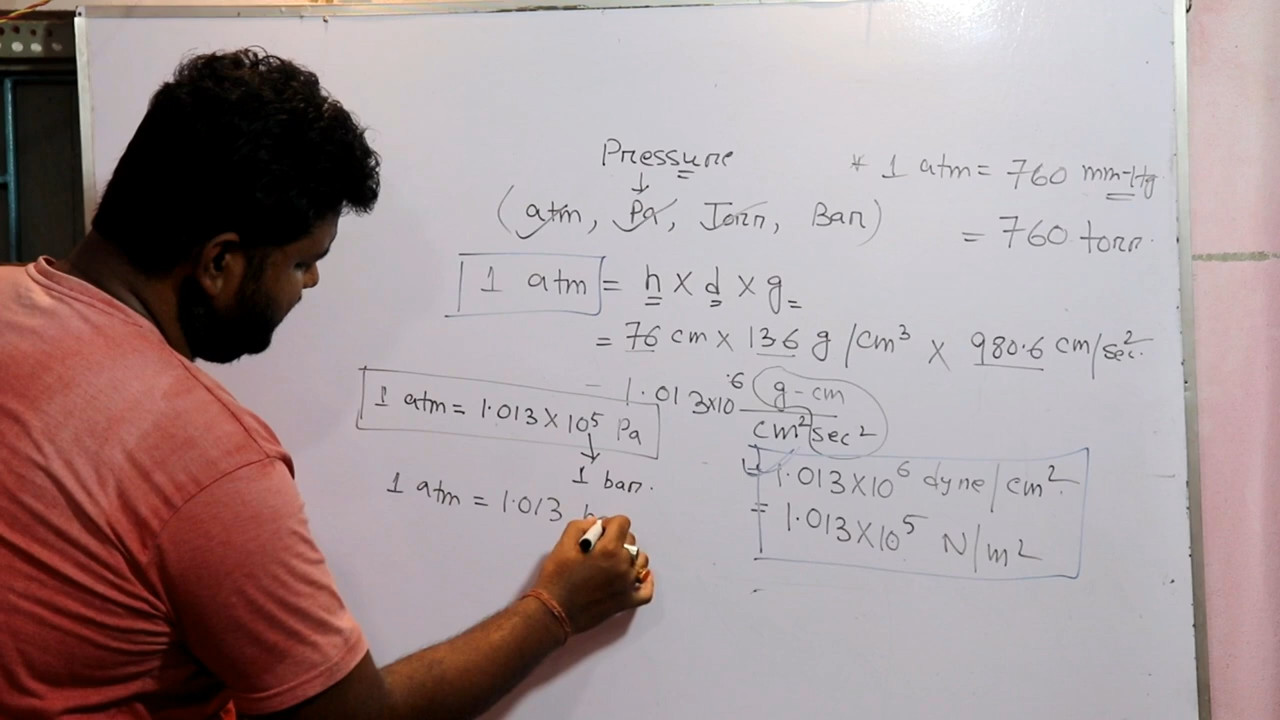 Pressure
↓
(atm, Pa, Torr, Bar)
* 1 atm = 760 mm-Hg
= 760 torr.
1 atm = h × d × g
= 76 cm × 13.6 g/cm³ × 980.6 cm/sec²
= 1.013×10⁶ g-cm / cm² sec²
= 1.013×10⁶ dyne/cm²
= 1.013×10⁵ N/m²
1 atm = 1.013×10⁵ Pa
↓
1 bar.
1 atm = 1.013